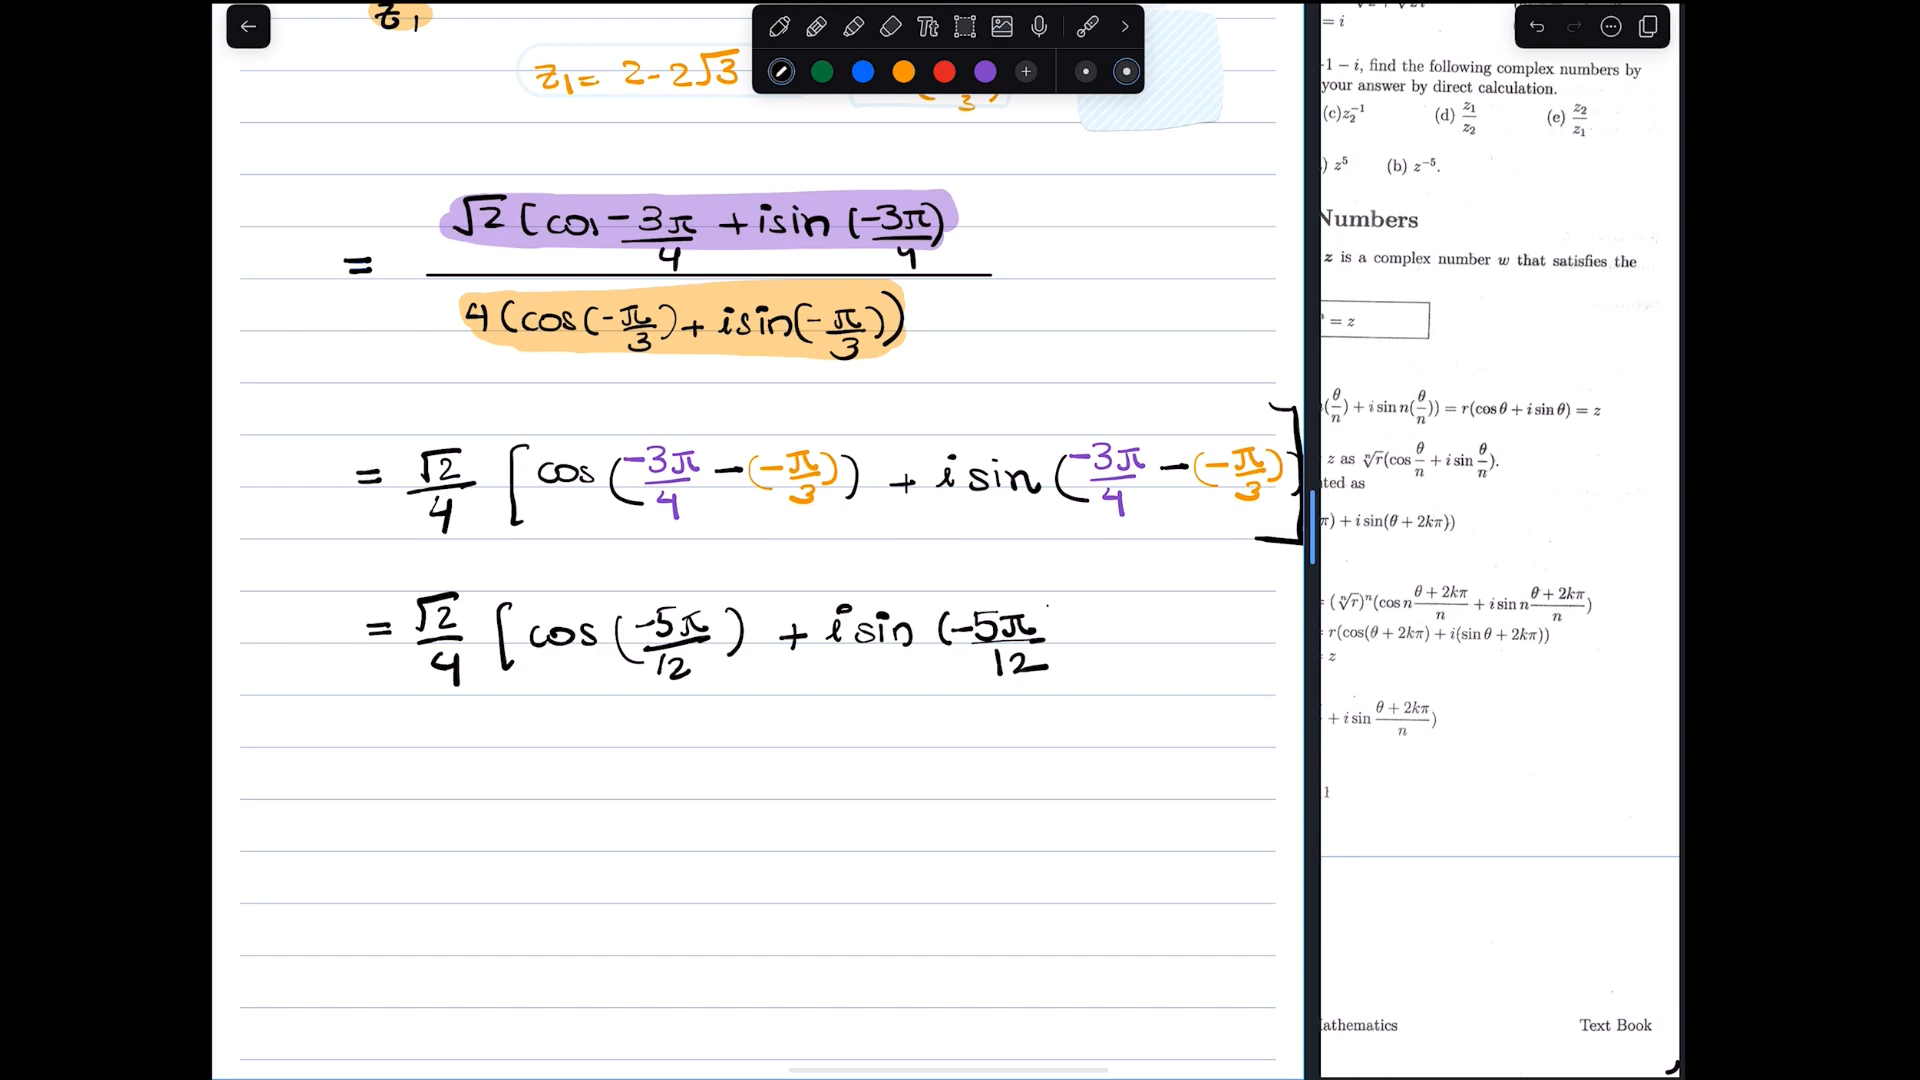 z₁
z₁ = 2 - 2√3
Tt
= √2 [cos -3π/4 + i sin (-3π/4)
4 (cos(-π/3) + i sin(-π/3))
= √2/4 [cos (-3π/4 - (-π/3)) + i sin (-3π/4 - (-π/3)]
= √2/4 [cos (-5π/12) + i sin (-5π/12
= i
-1 − i, find the following complex numbers by
your answer by direct calculation.
(c) z₂⁻¹ (d) z₁/z₂ (e) z₂/z₁
) z⁵ (b) z⁻⁵.
Numbers
z is a complex number w that satisfies the
= z
(θ/n) + i sin n(θ/n)) = r(cos θ + i sin θ) = z
z as ⁿ√r(cos θ/n + i sin θ/n).
ted as
π) + i sin(θ + 2kπ))
= (ⁿ√r)ⁿ(cos n (θ + 2kπ)/n + i sin n (θ + 2kπ)/n)
= r(cos(θ + 2kπ) + i(sin θ + 2kπ))
z
+ i sin (θ + 2kπ)/n)
1
athematics Text Book